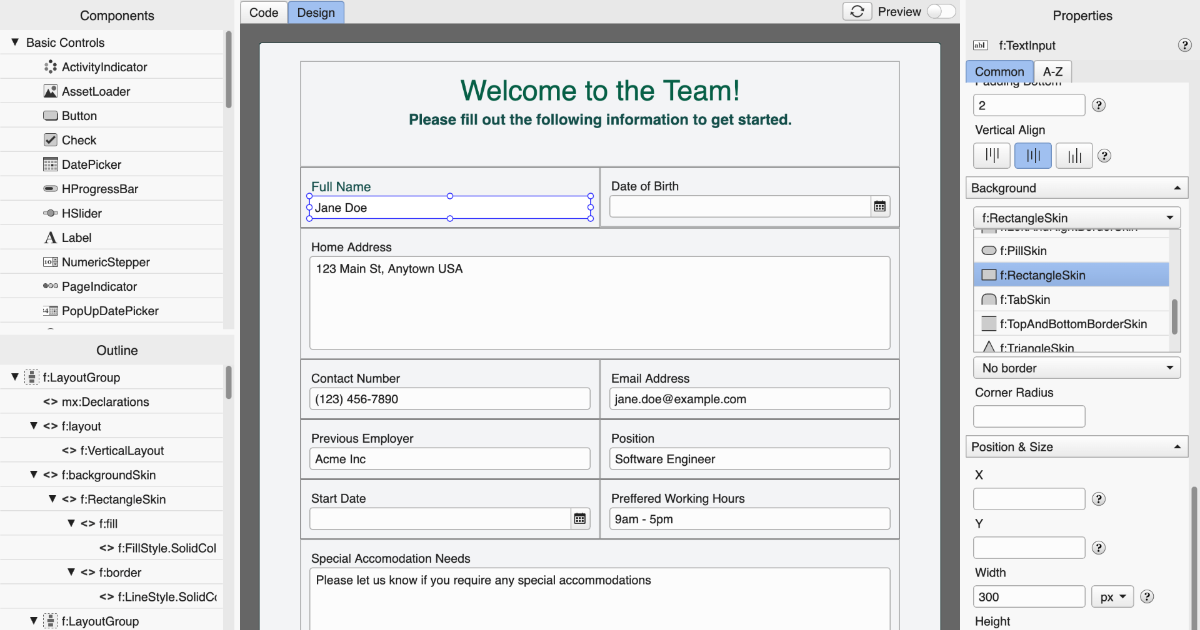 Components
Basic Controls
ActivityIndicator
AssetLoader
Button
Check
DatePicker
HProgressBar
HSlider
Label
NumericStepper
PageIndicator
PopUpDatePicker
Outline
f:LayoutGroup
<> mx:Declarations
<> f:layout
<> f:VerticalLayout
<> f:backgroundSkin
<> f:RectangleSkin
<> f:fill
<> f:FillStyle.SolidCol
<> f:border
<> f:LineStyle.SolidCo
f:LayoutGroup
Code Design
Preview
Welcome to the Team!
Please fill out the following information to get started.
Full Name
Jane Doe
Date of Birth
Home Address
123 Main St, Anytown USA
Contact Number
(123) 456-7890
Email Address
jane.doe@example.com
Previous Employer
Acme Inc
Position
Software Engineer
Start Date
Preffered Working Hours
9am - 5pm
Special Accomodation Needs
Please let us know if you require any special accommodations
Properties
abl f:TextInput ?
Common A-Z
Padding Bottom
2 ?
Vertical Align
?
Background
f:RectangleSkin
f:LeftAndRightBorderSkin
f:PillSkin
f:RectangleSkin
f:TabSkin
f:TopAndBottomBorderSkin
f:TriangleSkin
No border
Corner Radius
Position & Size
X
?
Y
?
Width
300 px ?
Height